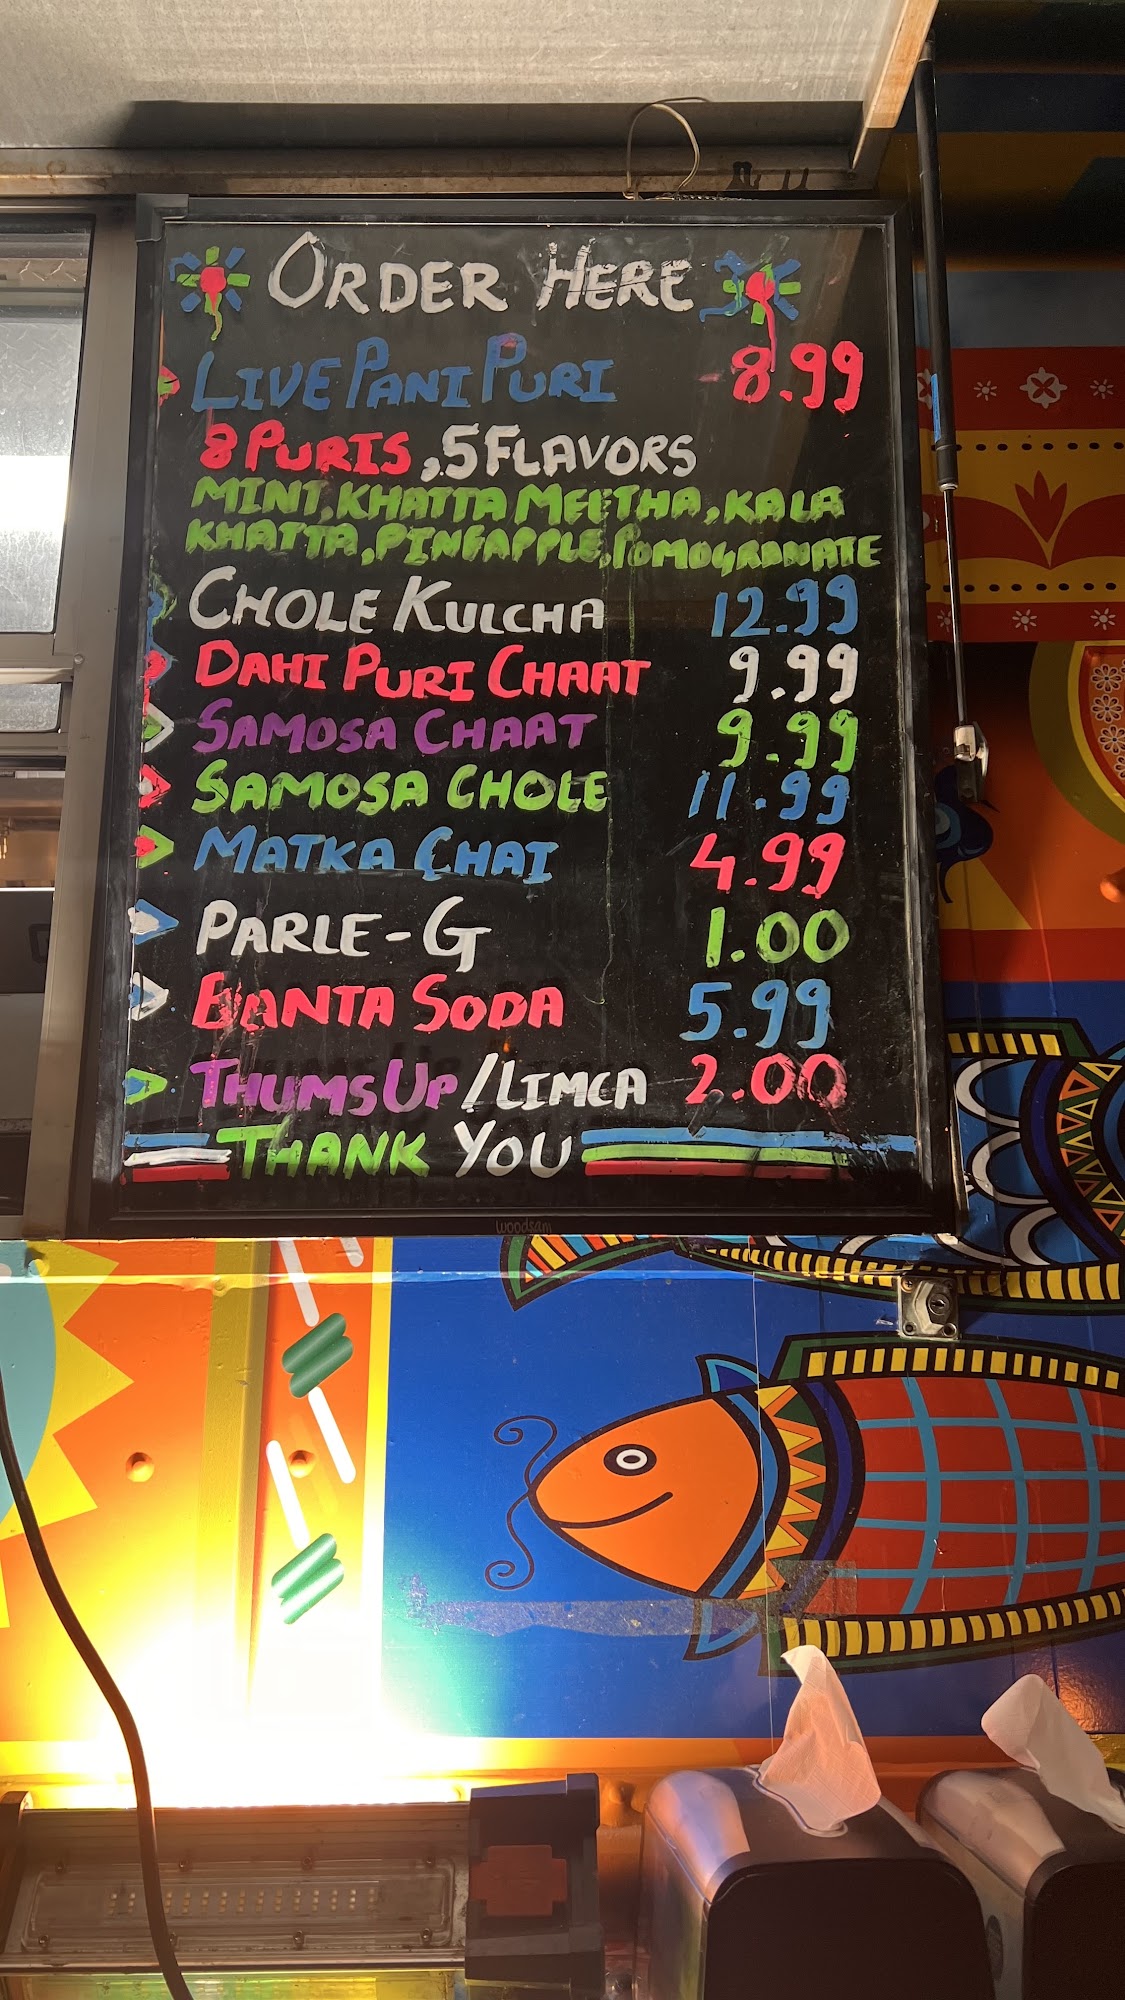 ORDER HERE
LIVE PANI PURI 8.99
8 PURIS, 5 FLAVORS
MINT, KHATTA MEETHA, KALA
KHATTA, PINEAPPLE, POMOGRANATE
CHOLE KULCHA 12.99
DAHI PURI CHAAT 9.99
SAMOSA CHAAT 9.99
SAMOSA CHOLE 11.99
MATKA CHAI 4.99
PARLE-G 1.00
BANTA SODA 5.99
THUMS UP/LIMCA 2.00
THANK YOU
woodsam